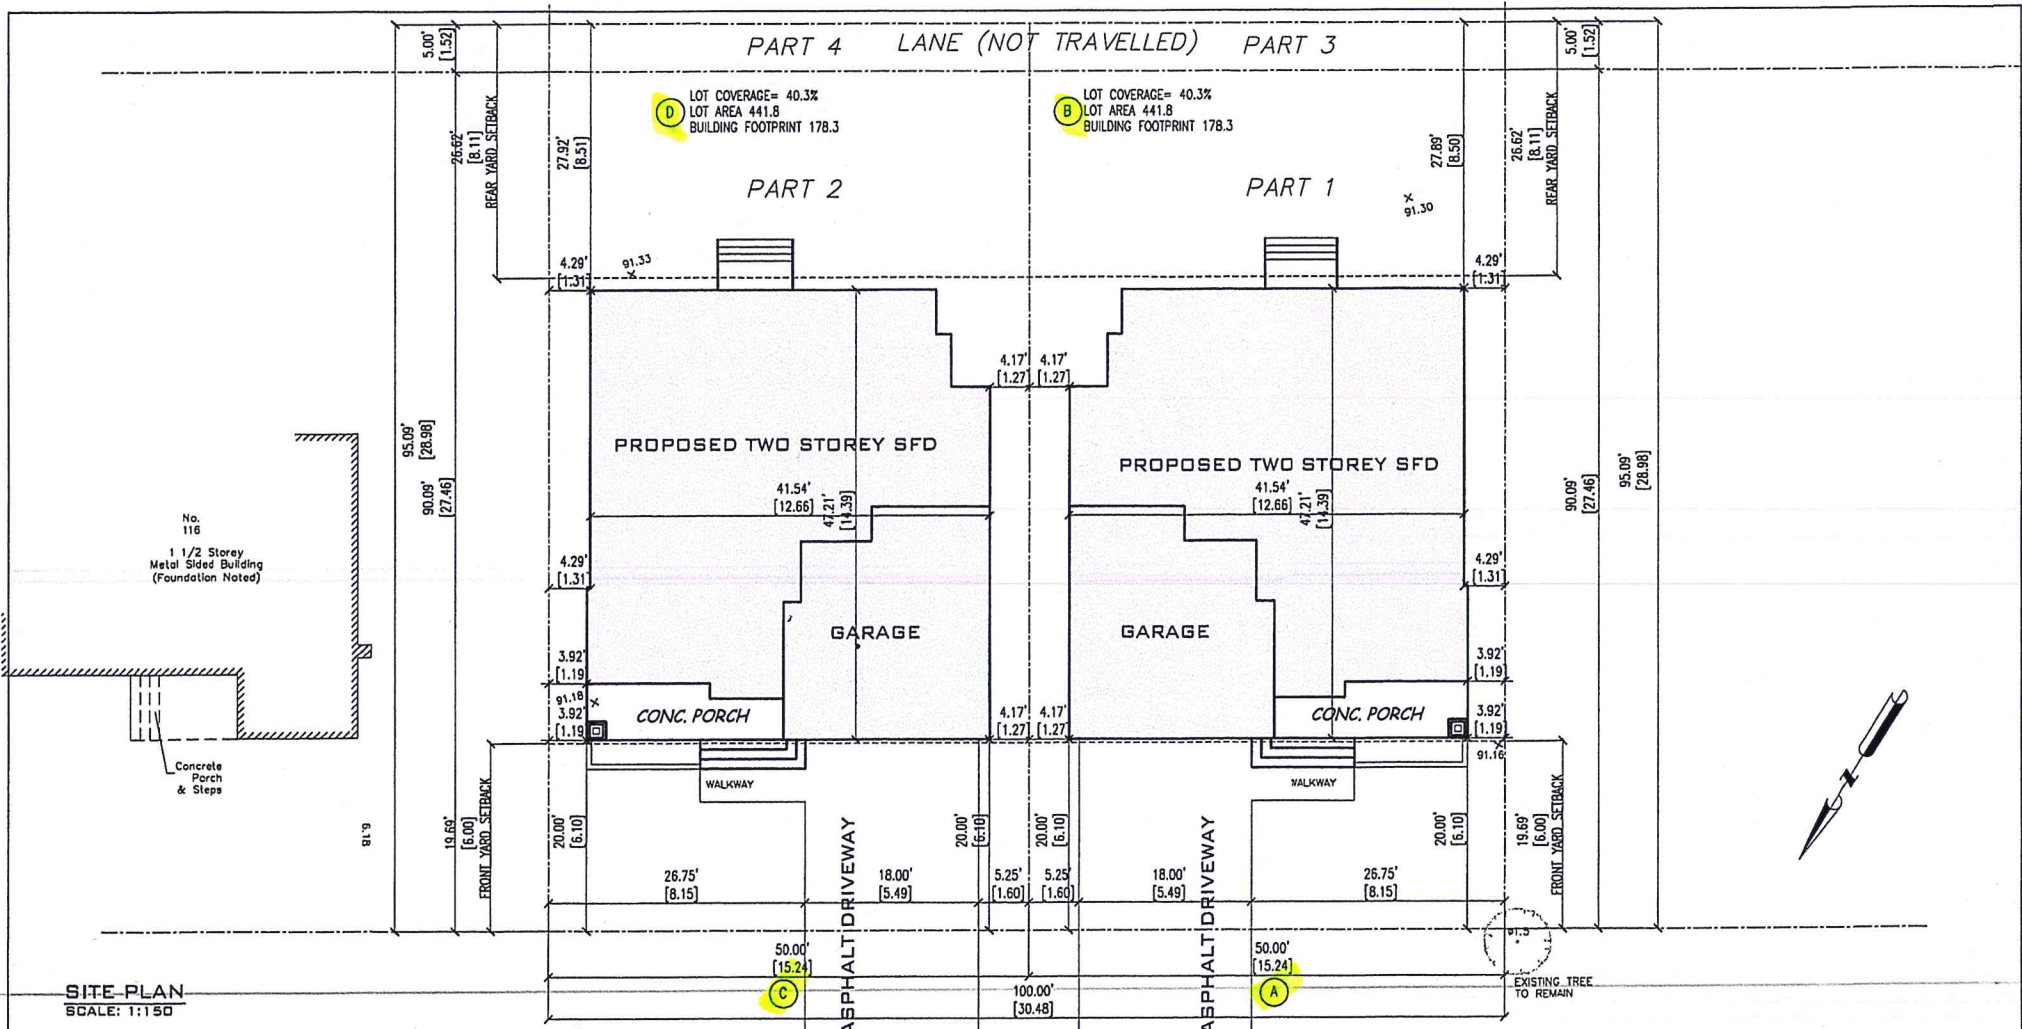 PART 4 LANE (NOT TRAVELLED) PART 3
5.00'
[1.52]
5.00'
[1.52]
D
LOT COVERAGE= 40.3%
LOT AREA 441.8
BUILDING FOOTPRINT 178.3
B
LOT COVERAGE= 40.3%
LOT AREA 441.8
BUILDING FOOTPRINT 178.3
26.62'
[8.11]
REAR YARD SETBACK
27.92'
[8.51]
27.89'
[8.50]
26.62'
[8.11]
REAR YARD SETBACK
PART 2
PART 1
91.30
91.33
4.29'
[1.31]
4.29'
[1.31]
4.17'
[1.27]
4.17'
[1.27]
95.09'
[28.98]
90.09'
[27.46]
PROPOSED TWO STOREY SFD
41.54'
[12.66]
47.21'
[14.39]
PROPOSED TWO STOREY SFD
41.54'
[12.66]
47.21'
[14.39]
90.09'
[27.46]
95.09'
[28.98]
No.
116
1 1/2 Storey
Metal Sided Building
(Foundation Noted)
4.29'
[1.31]
4.29'
[1.31]
GARAGE
GARAGE
3.92'
[1.19]
3.92'
[1.19]
91.18
3.92'
[1.19]
CONC. PORCH
4.17'
[1.27]
4.17'
[1.27]
CONC. PORCH
3.92'
[1.19]
91.16
Concrete
Porch
& Steps
WALKWAY
WALKWAY
6.18
19.69'
[6.00]
FRONT YARD SETBACK
20.00'
[6.10]
20.00'
[6.10]
20.00'
[6.10]
20.00'
[6.10]
19.69'
[6.00]
FRONT YARD SETBACK
26.75'
[8.15]
18.00'
[5.49]
5.25'
[1.60]
5.25'
[1.60]
18.00'
[5.49]
26.75'
[8.15]
ASPHALT DRIVEWAY
ASPHALT DRIVEWAY
50.00'
[15.24]
C
50.00'
[15.24]
A
100.00'
[30.48]
EXISTING TREE
TO REMAIN
N
SITE PLAN
SCALE: 1:150